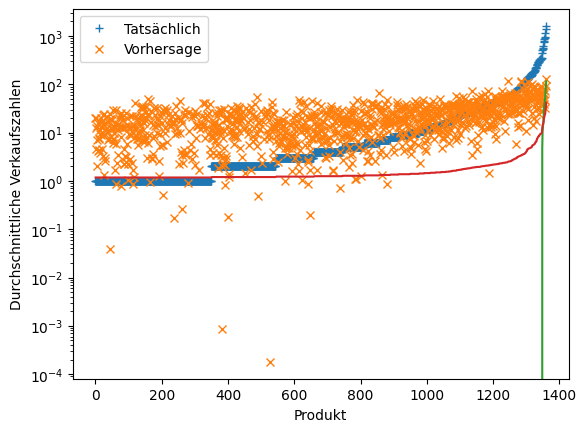 Tatsächlich
Vorhersage
Durchschnittliche Verkaufszahlen
10³
10²
10¹
10⁰
10⁻¹
10⁻²
10⁻³
10⁻⁴
0 200 400 600 800 1000 1200 1400
Produkt